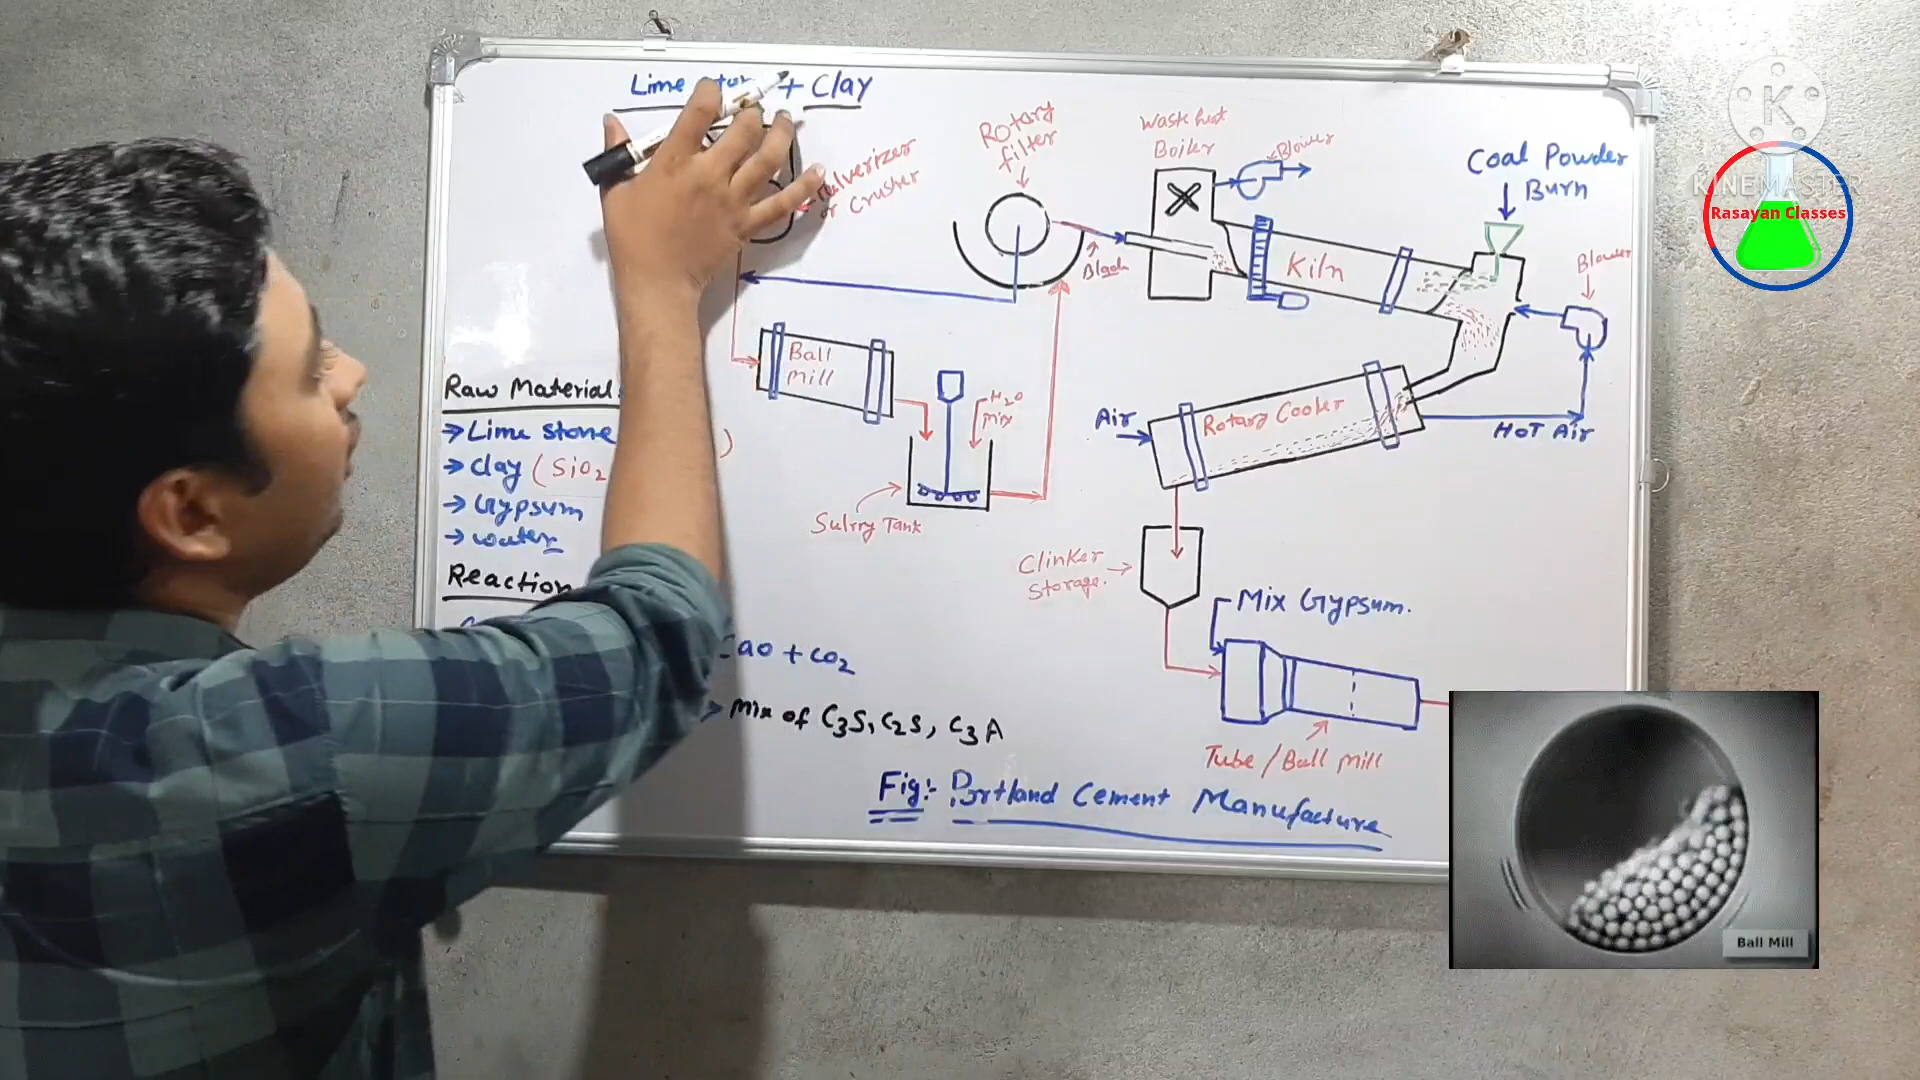 + Clay
Pulverizer
or Crusher
Rotary
filter
Waste heat
Boiler
Blower
Coal Powder
Burn
KINEMASTER
Rasayan Classes
K
Blower
Kiln
Ball
Mill
H2O
Mix
Air
Rotary Cooler
HOT Air
Raw Material
→ Lime stone
→ Clay (SiO2
)
→ Gypsum
→ water
Sulrry Tank
Clinker
Storage.
Reaction
Mix Gypsum.
CaO + CO2
Mix of C3S, C2S, C3A
Tube / Ball Mill
Fig:- Portland Cement Manufacture
Ball Mill